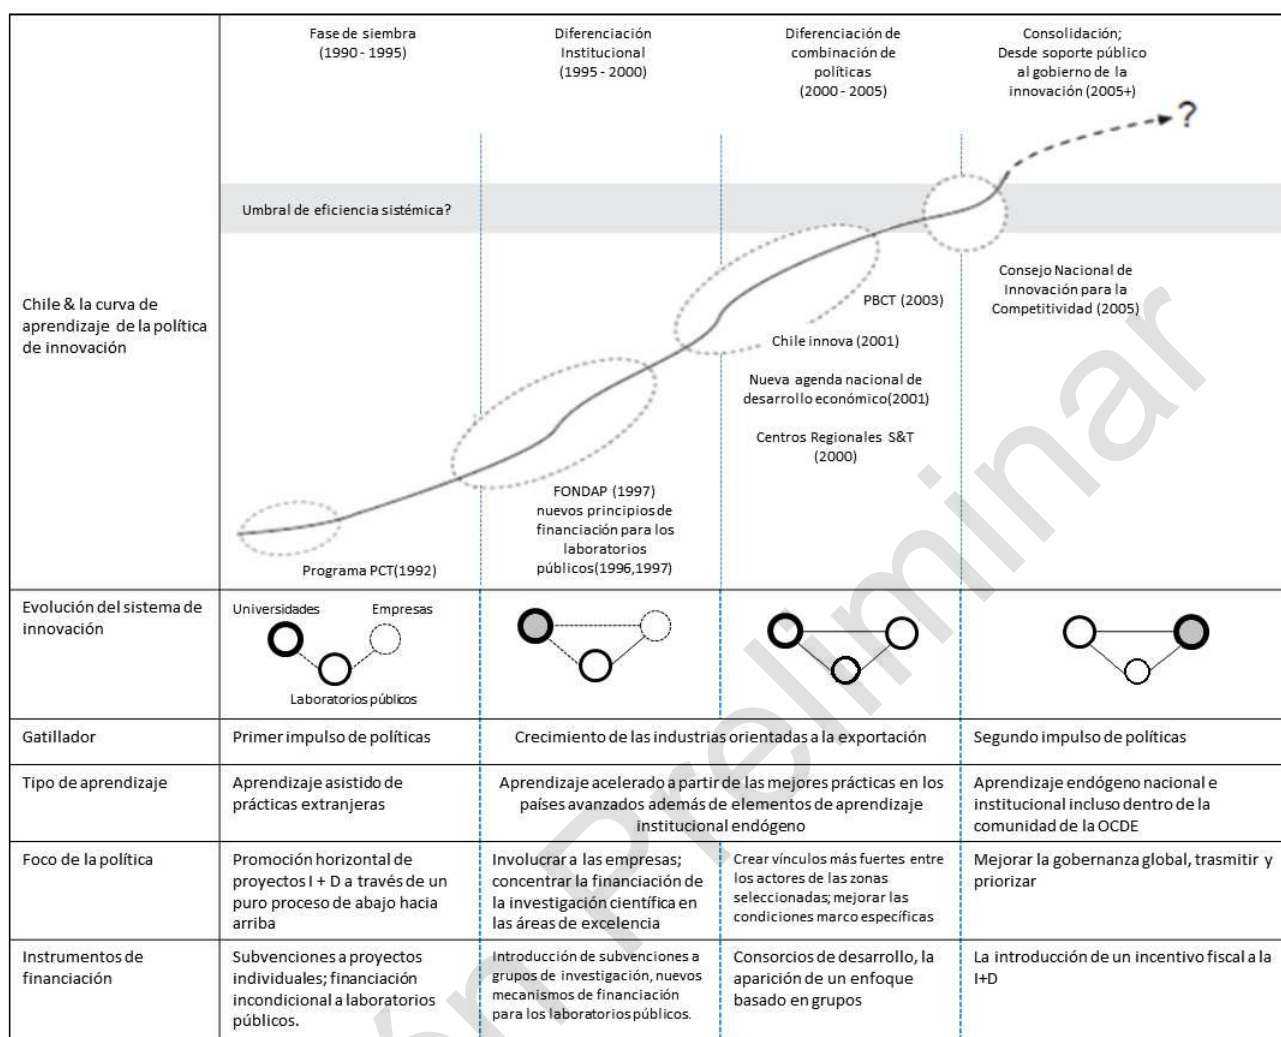 Fase de siembra
(1990 - 1995)
Diferenciación
Institucional
(1995 - 2000)
Diferenciación de
combinación de
políticas
(2000 - 2005)
Consolidación;
Desde soporte público
al gobierno de la
innovación (2005+)
?
Umbral de eficiencia sistémica?
Chile & la curva de
aprendizaje de la política
de innovación
Consejo Nacional de
Innovación para la
Competitividad (2005)
PBCT (2003)
Chile innova (2001)
Nueva agenda nacional de
desarrollo económico(2001)
Centros Regionales S&T
(2000)
FONDAP (1997)
nuevos principios de
financiación para los
laboratorios
públicos(1996,1997)
Programa PCT(1992)
Evolución del sistema de
innovación
Universidades
Empresas
Laboratorios públicos
Gatillador
Primer impulso de políticas
Crecimiento de las industrias orientadas a la exportación
Segundo impulso de políticas
Tipo de aprendizaje
Aprendizaje asistido de
prácticas extranjeras
Aprendizaje acelerado a partir de las mejores prácticas en los
países avanzados además de elementos de aprendizaje
institucional endógeno
Aprendizaje endógeno nacional e
institucional incluso dentro de la
comunidad de la OCDE
Foco de la política
Promoción horizontal de
proyectos I + D a través de un
puro proceso de abajo hacia
arriba
Involucrar a las empresas;
concentrar la financiación de
la investigación científica en
las áreas de excelencia
Crear vínculos más fuertes entre
los actores de las zonas
seleccionadas; mejorar las
condiciones marco específicas
Mejorar la gobernanza global, trasmitir y
priorizar
Instrumentos de
financiación
Subvenciones a proyectos
individuales; financiación
incondicional a laboratorios
públicos.
Introducción de subvenciones a
grupos de investigación, nuevos
mecanismos de financiación
para los laboratorios públicos.
Consorcios de desarrollo, la
aparición de un enfoque
basado en grupos
La introducción de un incentivo fiscal a la
I+D
ón Preliminar